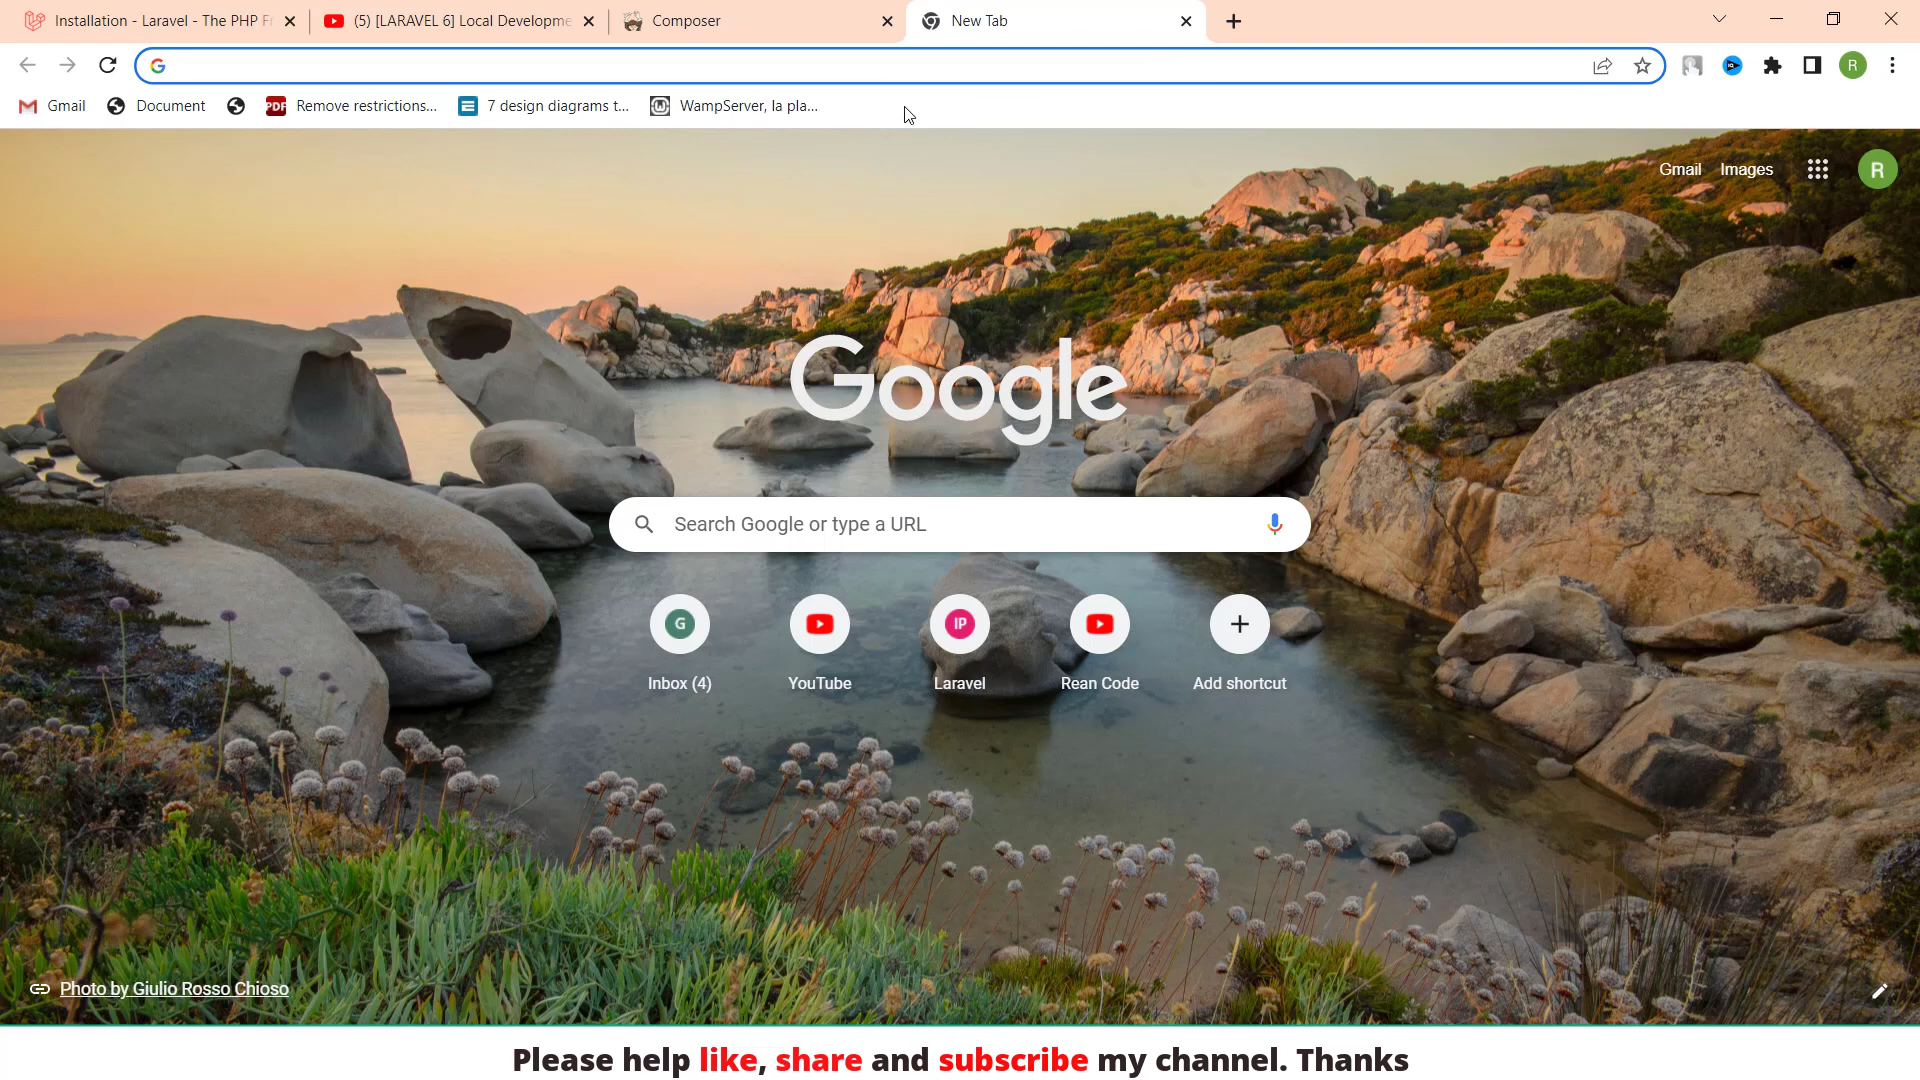 Installation - Laravel - The PHP Fr
(5) [LARAVEL 6] Local Developme
Composer
New Tab
R
Gmail
Document
PDF
Remove restrictions...
7 design diagrams t...
WampServer, la pla...
Gmail
Images
R
Google
Search Google or type a URL
G
IP
Inbox (4)
YouTube
Laravel
Rean Code
Add shortcut
Photo by Giulio Rosso Chioso
Please help like, share and subscribe my channel. Thanks